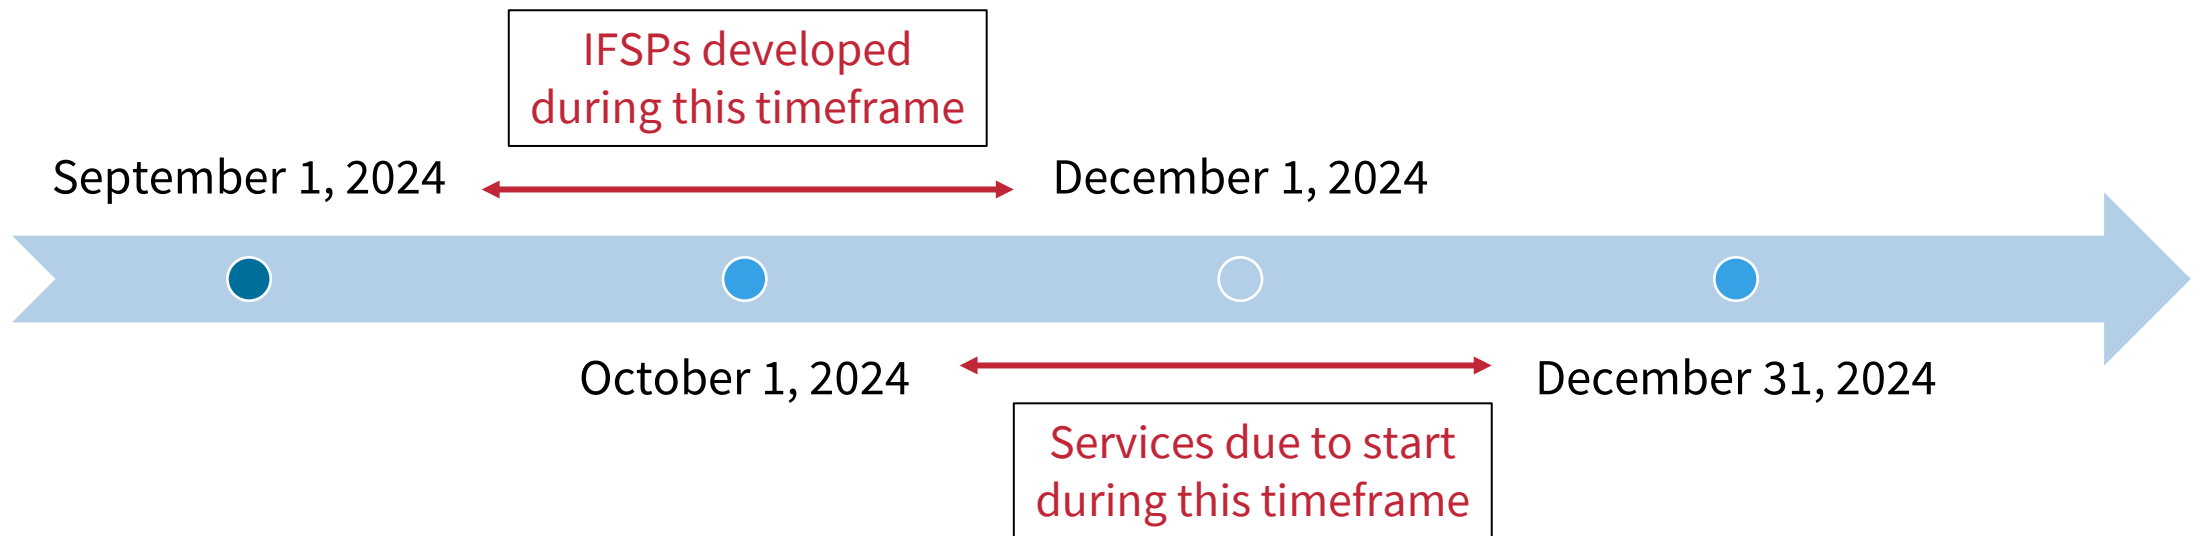 IFSPs developed
during this timeframe
September 1, 2024
December 1, 2024
October 1, 2024
December 31, 2024
Services due to start
during this timeframe